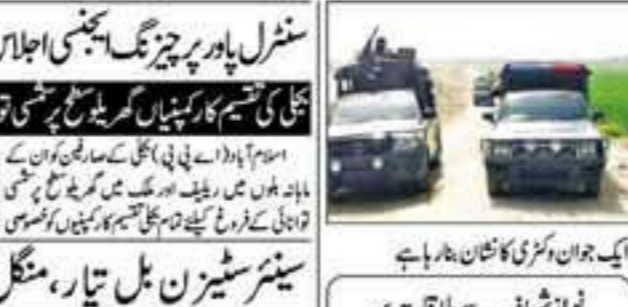 سنٹرل پاور پرچیزنگ ایجنسی اجلاس
بجلی کی تقسیم کار کمپنیاں گھریلو سطح پر شمسی تو
اسلام آباد (اے پی پی) بجلی کے صارفین کو ان کے
ماہانہ بلوں میں ریلیف اور ملک میں گھریلو سطح پر شمسی
توانائی کے فروغ کیلئے تمام بجلی تقسیم کار کمپنیوں کو خصوصی
سینئر سٹیزن بل تیار، منگل
ایک جوان وکٹری کا نشان بنا رہا ہے